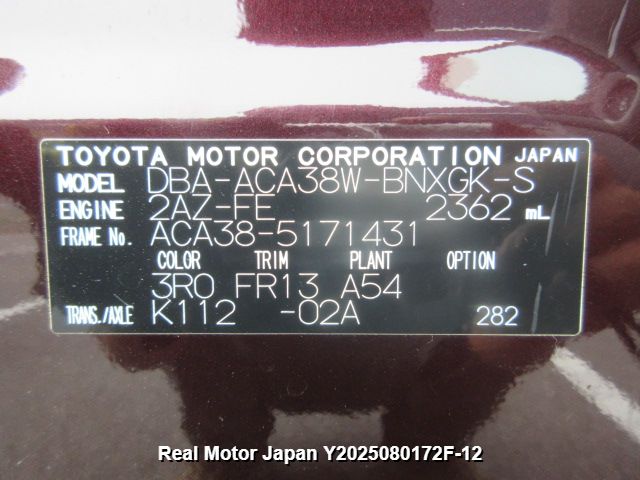 TOYOTA MOTOR CORPORATION JAPAN
MODEL DBA-ACA38W-BNXGK-S
ENGINE 2AZ-FE 2362 mL
FRAME No. ACA38-5171431
COLOR TRIM PLANT OPTION
3R0 FR13 A54
TRANS./AXLE K112 -02A 282
Real Motor Japan Y2025080172F-12